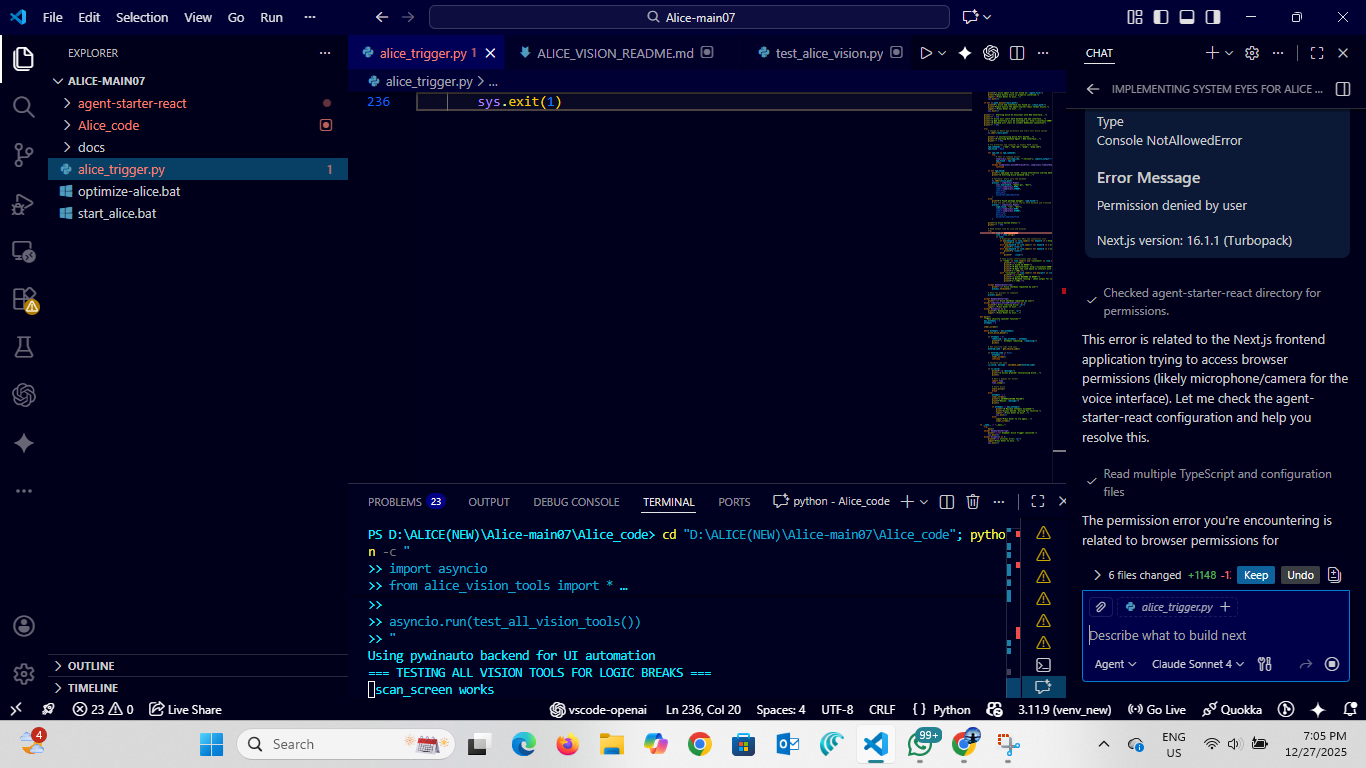 File Edit Selection View Go Run ···
Alice-main07
EXPLORER
ALICE-MAIN07
agent-starter-react
Alice_code
docs
alice_trigger.py 1
optimize-alice.bat
start_alice.bat
OUTLINE
TIMELINE
alice_trigger.py 1
ALICE_VISION_README.md
test_alice_vision.py
alice_trigger.py > ...
236 sys.exit(1)
PROBLEMS 23 OUTPUT DEBUG CONSOLE TERMINAL PORTS python - Alice_code
PS D:\ALICE(NEW)\Alice-main07\Alice_code> cd "D:\ALICE(NEW)\Alice-main07\Alice_code"; pytho
n -c "
>> import asyncio
>> from alice_vision_tools import * …
>>
>> asyncio.run(test_all_vision_tools())
>> "
Using pywinauto backend for UI automation
=== TESTING ALL VISION TOOLS FOR LOGIC BREAKS ===
scan_screen works
CHAT
IMPLEMENTING SYSTEM EYES FOR ALICE ...
Type
Console NotAllowedError
Error Message
Permission denied by user
Next.js version: 16.1.1 (Turbopack)
Checked agent-starter-react directory for
permissions.
This error is related to the Next.js frontend
application trying to access browser
permissions (likely microphone/camera for the
voice interface). Let me check the agent-
starter-react configuration and help you
resolve this.
Read multiple TypeScript and configuration
files
The permission error you're encountering is
related to browser permissions for
6 files changed +1148 Keep Undo
alice_trigger.py
Describe what to build next
Agent Claude Sonnet 4
23 0 Live Share
vscode-openai Ln 236, Col 20 Spaces: 4 UTF-8 CRLF { } Python 3.11.9 (venv_new) Go Live Quokka
4 Search 99+
ENG
US
7:05 PM
12/27/2025